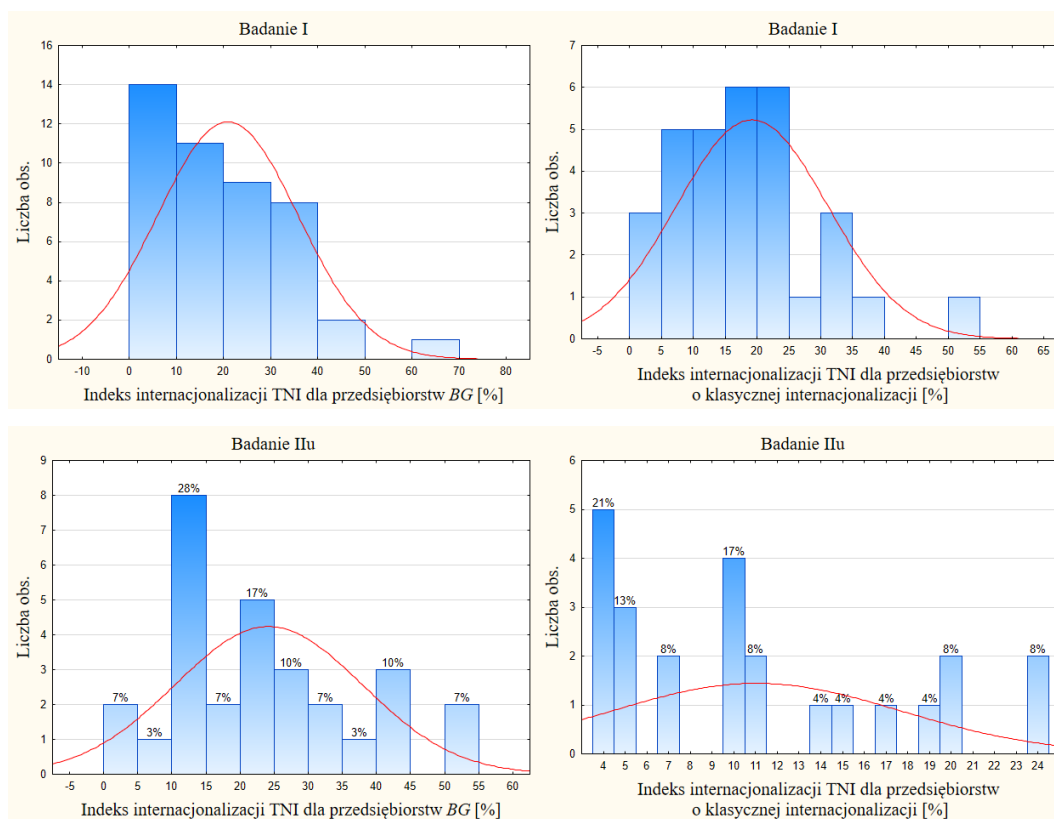 Badanie I
16
14
12
10
8
6
4
2
0
Liczba obs.
-10 0 10 20 30 40 50 60 70 80
Indeks internacjonalizacji TNI dla przedsiębiorstw BG [%]
Badanie I
7
6
5
4
3
2
1
0
Liczba obs.
-5 0 5 10 15 20 25 30 35 40 45 50 55 60 65
Indeks internacjonalizacji TNI dla przedsiębiorstw
o klasycznej internacjonalizacji [%]
Badanie IIu
9
8
7
6
5
4
3
2
1
0
Liczba obs.
7% 3% 28% 7% 17% 10% 7% 3% 10% 7%
-5 0 5 10 15 20 25 30 35 40 45 50 55 60
Indeks internacjonalizacji TNI dla przedsiębiorstw BG [%]
Badanie IIu
6
5
4
3
2
1
0
Liczba obs.
21% 13% 8% 17% 8% 4% 4% 4% 4% 8% 8%
4 5 6 7 8 9 10 11 12 13 14 15 16 17 18 19 20 21 22 23 24
Indeks internacjonalizacji TNI dla przedsiębiorstw
o klasycznej internacjonalizacji [%]